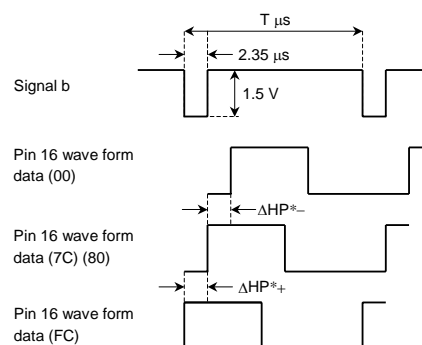 T μs
2.35 μs
Signal b
1.5 V
Pin 16 wave form
data (00)
ΔHP*−
Pin 16 wave form
data (7C) (80)
ΔHP*+
Pin 16 wave form
data (FC)